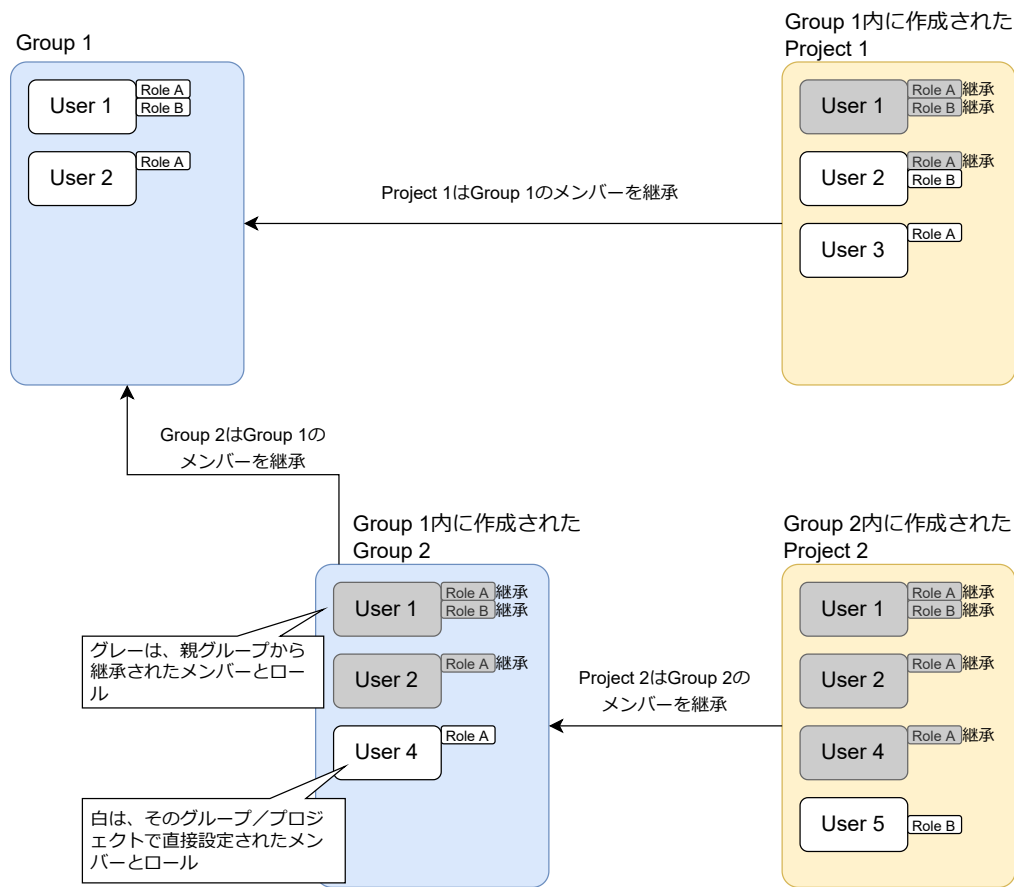 Group 1
User 1
Role A
Role B
User 2
Role A
Group 1内に作成された
Project 1
User 1
Role A 継承
Role B 継承
User 2
Role A 継承
Role B
User 3
Role A
Project 1はGroup 1のメンバーを継承
Group 2はGroup 1の
メンバーを継承
Group 1内に作成された
Group 2
User 1
Role A 継承
Role B 継承
User 2
Role A 継承
User 4
Role A
グレーは、親グループから
継承されたメンバーとロー
ル
白は、そのグループ／プロジ
ェクトで直接設定されたメン
バーとロール
Project 2はGroup 2の
メンバーを継承
Group 2内に作成された
Project 2
User 1
Role A 継承
Role B 継承
User 2
Role A 継承
User 4
Role A 継承
User 5
Role B